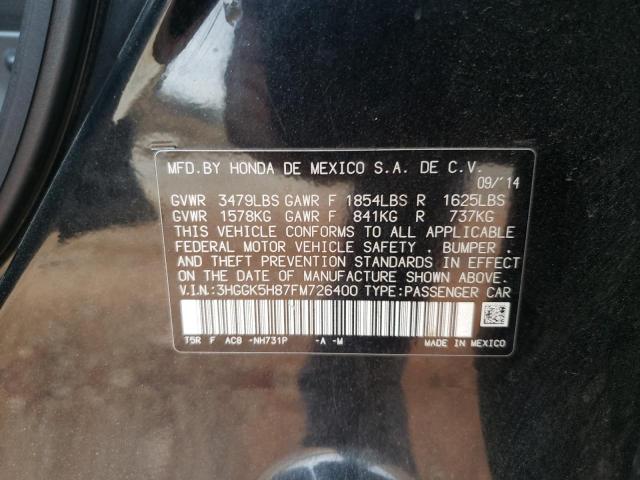 MFD.BY HONDA DE MEXICO S.A. DE C.V.
09/'14
GVWR 3479LBS GAWR F 1854LBS R 1625LBS
GVWR 1578KG GAWR F 841KG R 737KG
THIS VEHICLE CONFORMS TO ALL APPLICABLE
FEDERAL MOTOR VEHICLE SAFETY , BUMPER ,
AND THEFT PREVENTION STANDARDS IN EFFECT
ON THE DATE OF MANUFACTURE SHOWN ABOVE.
V.I.N.:3HGGK5H87FM726400 TYPE:PASSENGER CAR
T5R F AC8 -NH731P -A -M MADE IN MEXICO